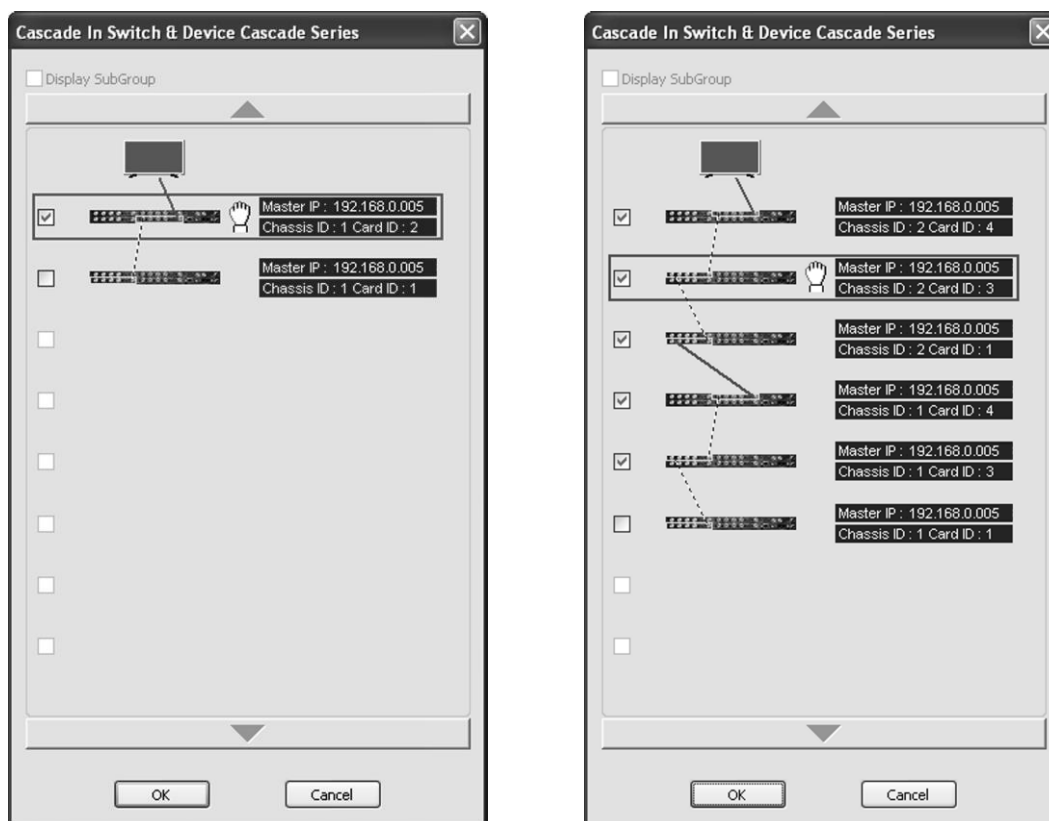 Cascade In Switch & Device Cascade Series
Display SubGroup
Master IP : 192.168.0.005
Chassis ID : 1 Card ID : 2
Master IP : 192.168.0.005
Chassis ID : 1 Card ID : 1
OK
Cancel
Cascade In Switch & Device Cascade Series
Display SubGroup
Master IP : 192.168.0.005
Chassis ID : 2 Card ID : 4
Master IP : 192.168.0.005
Chassis ID : 2 Card ID : 3
Master IP : 192.168.0.005
Chassis ID : 2 Card ID : 1
Master IP : 192.168.0.005
Chassis ID : 1 Card ID : 4
Master IP : 192.168.0.005
Chassis ID : 1 Card ID : 3
Master IP : 192.168.0.005
Chassis ID : 1 Card ID : 1
OK
Cancel